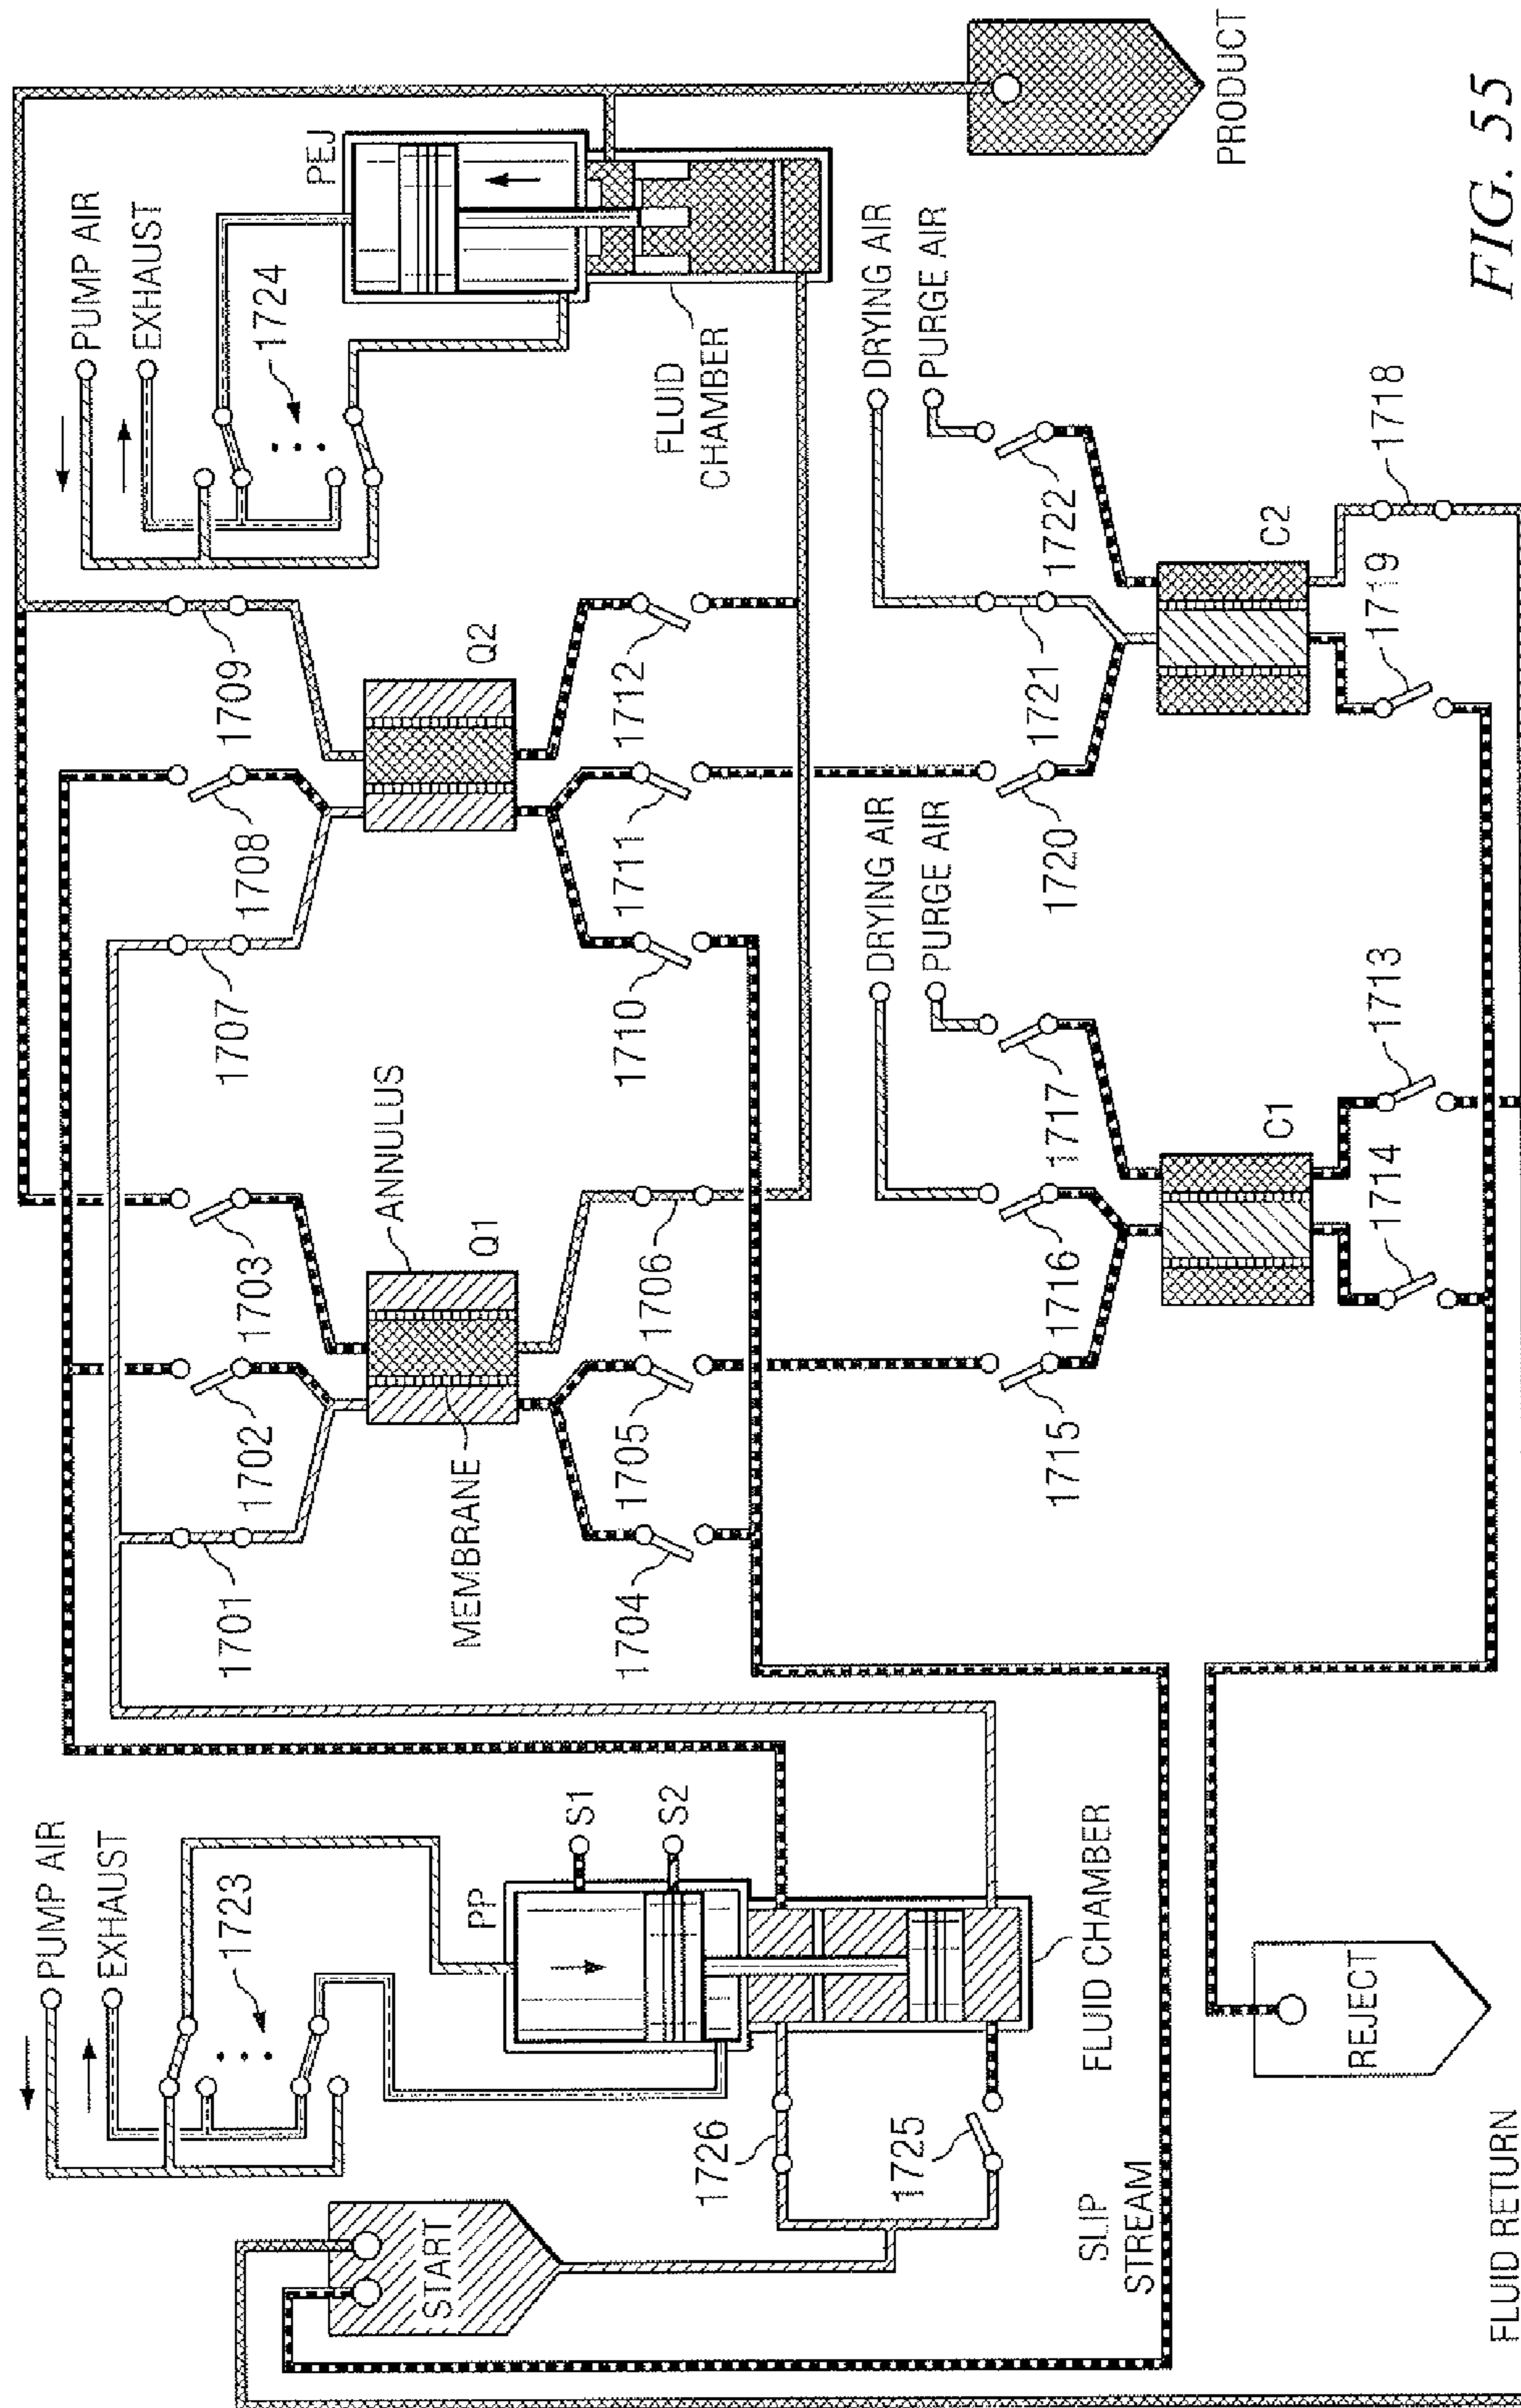 PUMP AIR
EXHAUST
1723
START
PP
S1
S2
1726
1725
FLUID CHAMBER
SLIP
STREAM
REJECT
FLUID RETURN
1701
1702
1703
ANNULUS
MEMBRANE
Q1
1704
1705
1706
1707
1708
1709
Q2
1710
1711
1712
PUMP AIR
EXHAUST
1724
PEJ
FLUID
CHAMBER
PRODUCT
DRYING AIR
PURGE AIR
1715
1716
1717
C1
1714
1713
DRYING AIR
PURGE AIR
1720
1721
1722
C2
1719
1718
FIG. 55